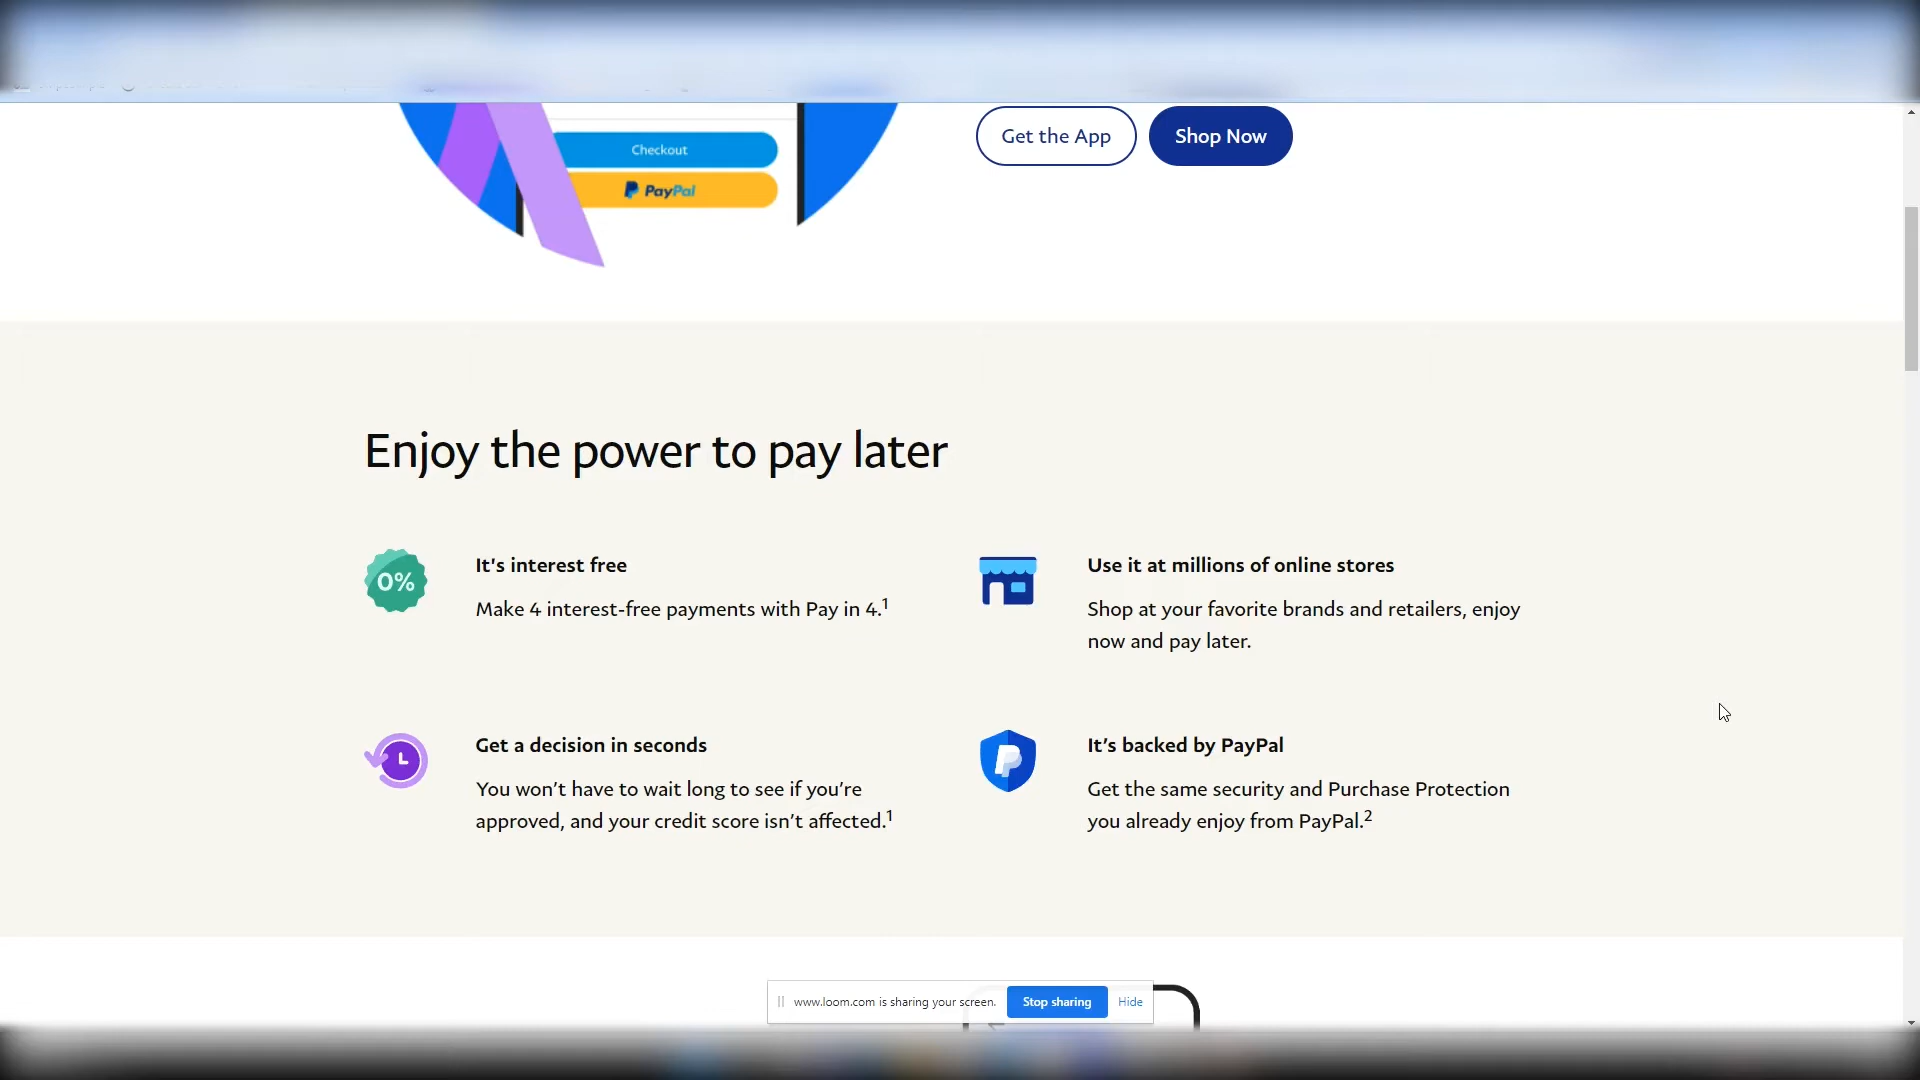 Get the App
Shop Now
Checkout
PayPal
Enjoy the power to pay later
0%
It's interest free
Make 4 interest-free payments with Pay in 4.1
Use it at millions of online stores
Shop at your favorite brands and retailers, enjoy
now and pay later.
Get a decision in seconds
You won’t have to wait long to see if you’re
approved, and your credit score isn’t affected.1
It’s backed by PayPal
Get the same security and Purchase Protection
you already enjoy from PayPal.2
www.loom.com is sharing your screen.
Stop sharing
Hide